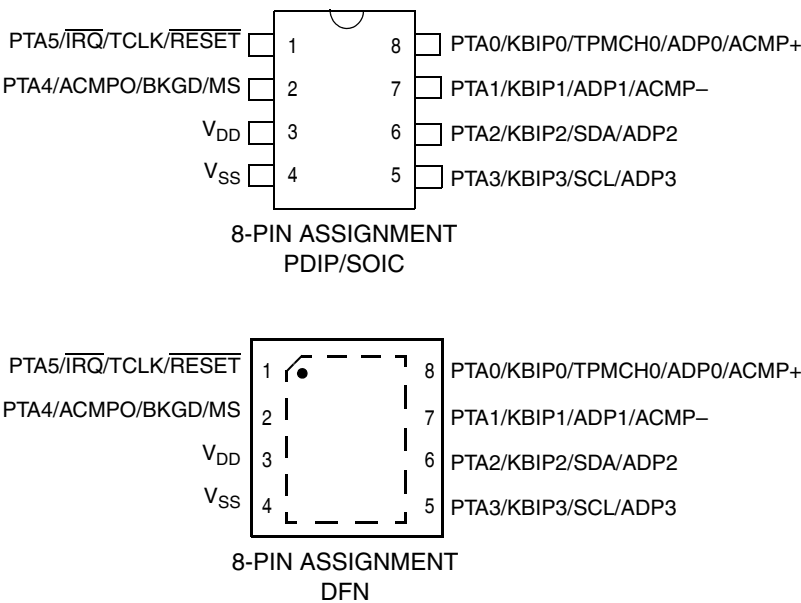 PTA5/IRQ/TCLK/RESET 1 8 PTA0/KBIP0/TPMCH0/ADP0/ACMP+
PTA4/ACMPO/BKGD/MS 2 7 PTA1/KBIP1/ADP1/ACMP–
VDD 3 6 PTA2/KBIP2/SDA/ADP2
VSS 4 5 PTA3/KBIP3/SCL/ADP3
8-PIN ASSIGNMENT
PDIP/SOIC
PTA5/IRQ/TCLK/RESET 1 8 PTA0/KBIP0/TPMCH0/ADP0/ACMP+
PTA4/ACMPO/BKGD/MS 2 7 PTA1/KBIP1/ADP1/ACMP–
VDD 3 6 PTA2/KBIP2/SDA/ADP2
VSS 4 5 PTA3/KBIP3/SCL/ADP3
8-PIN ASSIGNMENT
DFN